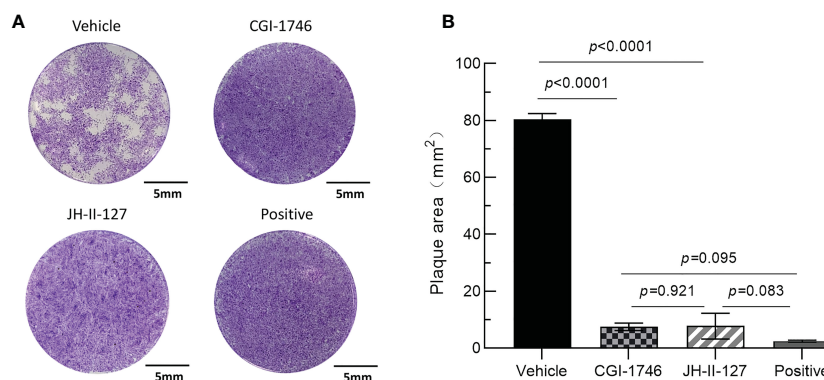 A
Vehicle
CGI-1746
5mm
5mm
JH-II-127
Positive
5mm
5mm
B
p<0.0001
p<0.0001
p=0.095
p=0.921
p=0.083
Plaque area（mm²）
100
80
60
40
20
0
Vehicle
CGI-1746
JH-II-127
Positive